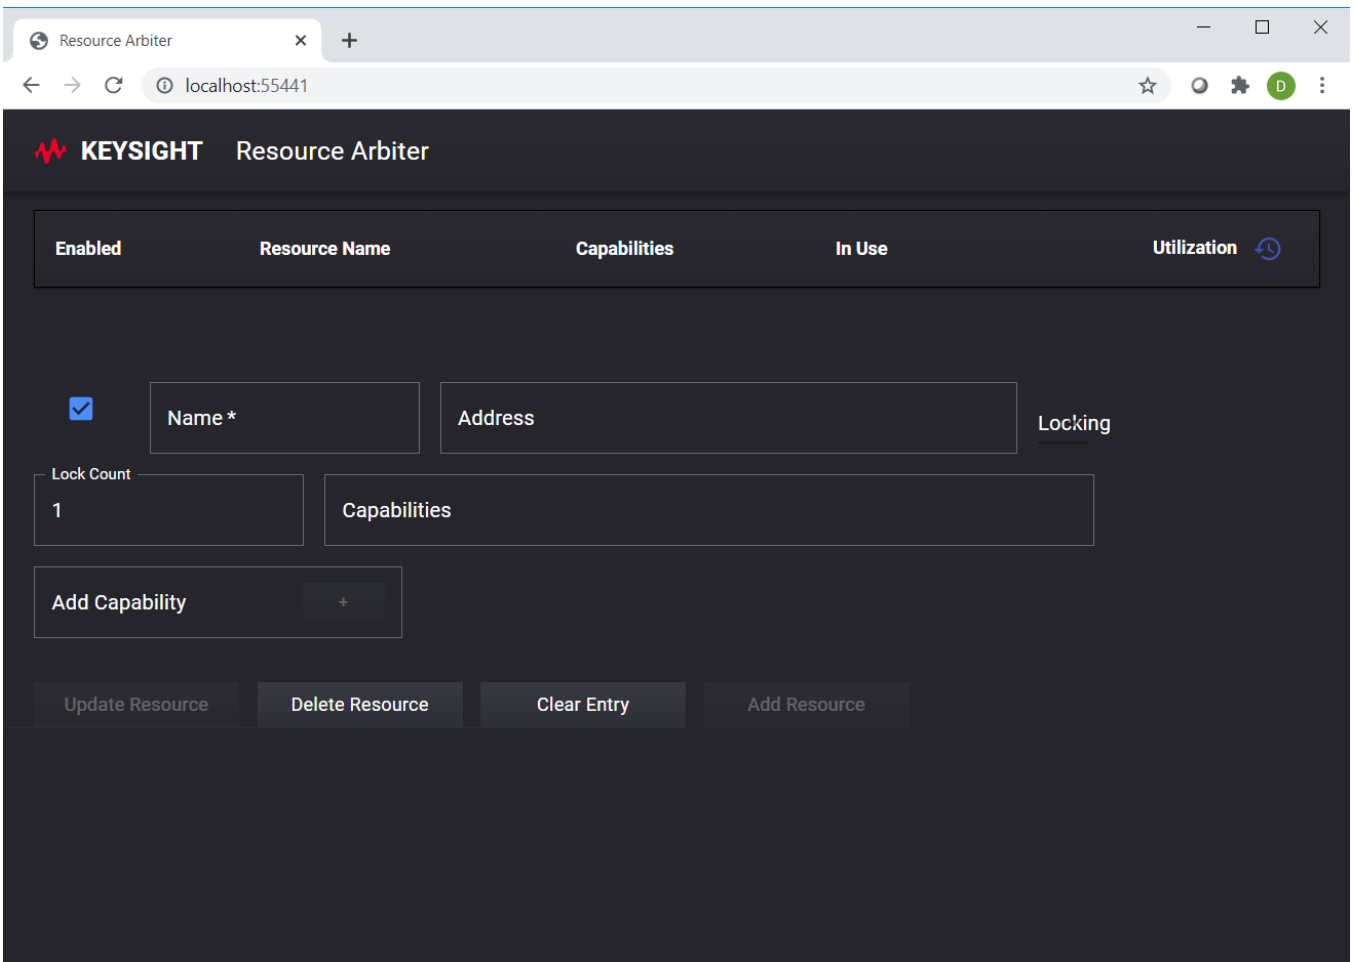 Resource Arbiter
localhost:55441
D
KEYSIGHT Resource Arbiter
Enabled Resource Name Capabilities In Use Utilization
Name * Address Locking
Lock Count
1 Capabilities
Add Capability +
Update Resource Delete Resource Clear Entry Add Resource